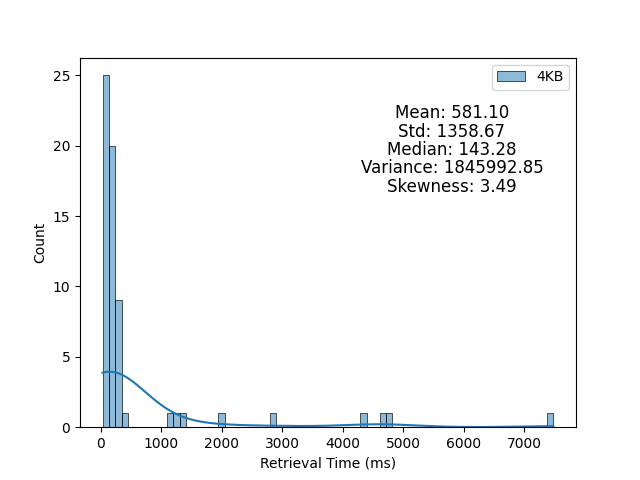 4KB
Mean: 581.10
Std: 1358.67
Median: 143.28
Variance: 1845992.85
Skewness: 3.49
25
20
15
10
5
0
Count
0 1000 2000 3000 4000 5000 6000 7000
Retrieval Time (ms)